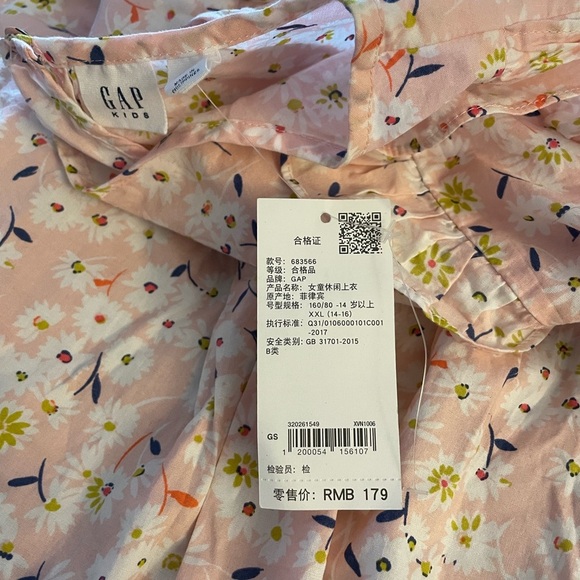 GAP
KIDS
MADE IN
PHILIPPINES
合格证
款号: 683566
等级: 合格品
品牌: GAP
产品名称: 女童休闲上衣
原产地: 菲律宾
号型规格: 160/80 -14 岁以上
XXL (14-16)
执行标准: Q31/0106000101C001
-2017
安全类别: GB 31701-2015
B类
320261549 XVN1006
GS
1 200054 156107
检验员: 检
零售价: RMB 179